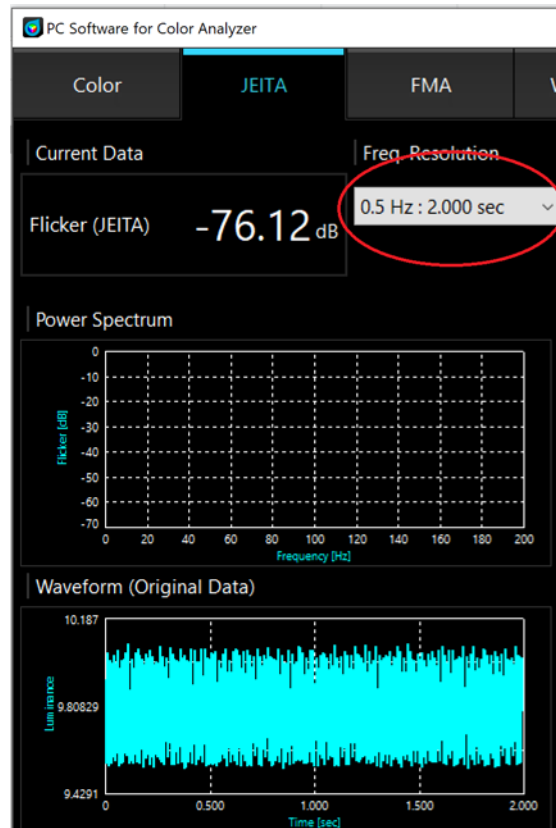 PC Software for Color Analyzer
Color JEITA FMA
Current Data Freq. Resolution
Flicker (JEITA) -76.12 dB
0.5 Hz : 2.000 sec
Power Spectrum
0
-10
-20
-30
-40
-50
-60
-70
Flicker [dB]
0 20 40 60 80 100 120 140 160 180 200
Frequency [Hz]
Waveform (Original Data)
10.187
9.80829
9.4291
Luminance
0 0.500 1.000 1.500 2.000
Time [sec]